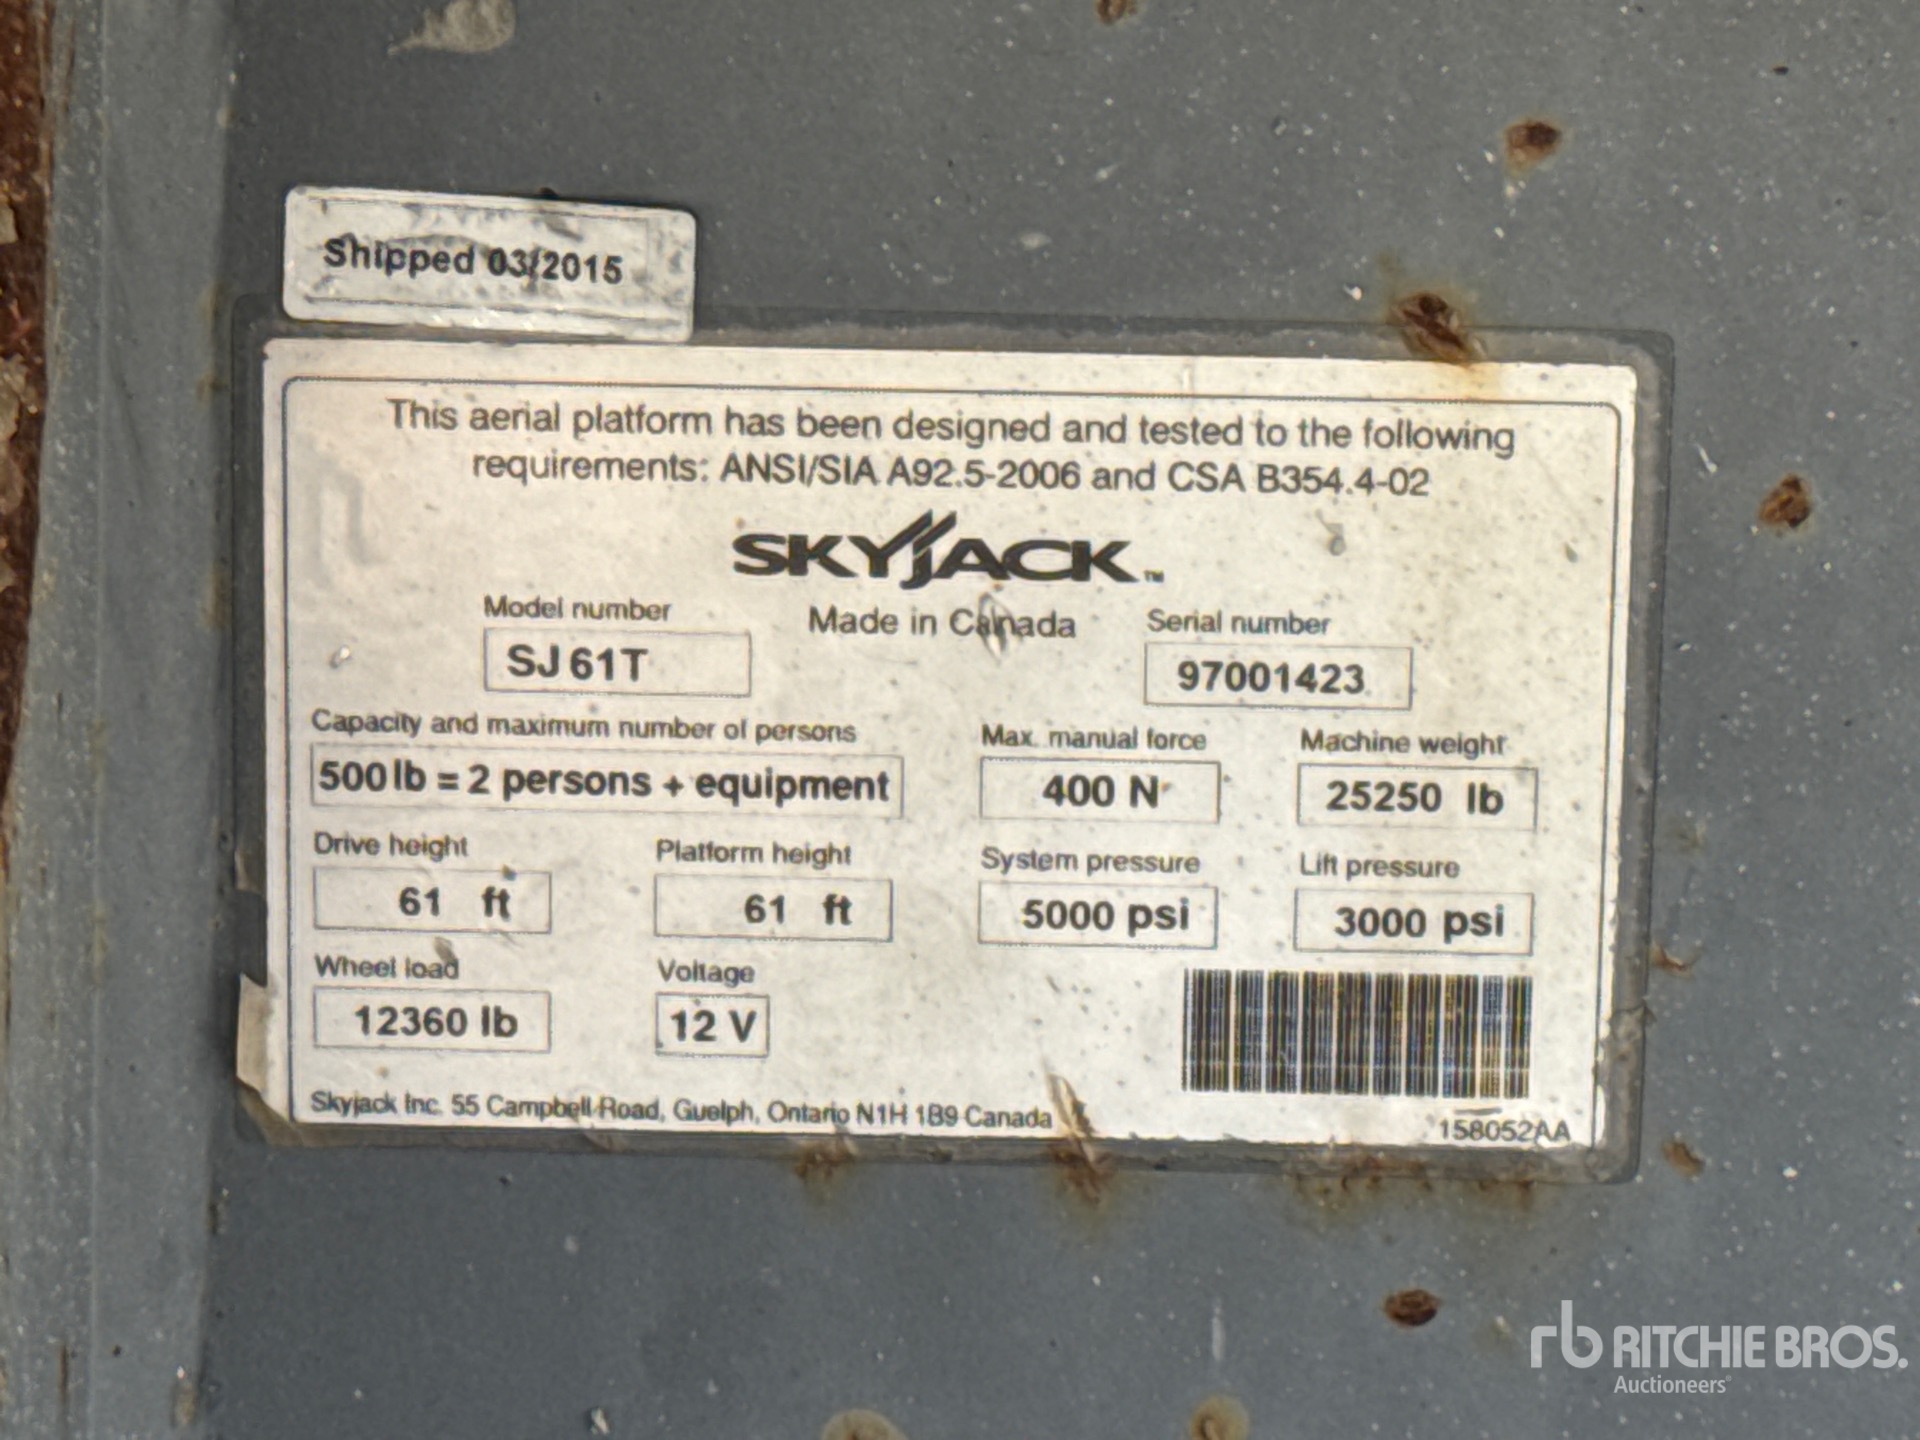 Shipped 03/2015
This aerial platform has been designed and tested to the following
requirements: ANSI/SIA A92.5-2006 and CSA B354.4-02
SKYJACK™
Made in Canada
Model number
SJ 61T
Serial number
97001423
Capacity and maximum number of persons
500 lb = 2 persons + equipment
Max. manual force
400 N
Machine weight
25250 lb
Drive height
61 ft
Platform height
61 ft
System pressure
5000 psi
Lift pressure
3000 psi
Wheel load
12360 lb
Voltage
12 V
Skyjack Inc. 55 Campbell Road, Guelph, Ontario N1H 1B9 Canada
158052AA
rb RITCHIE BROS.
Auctioneers